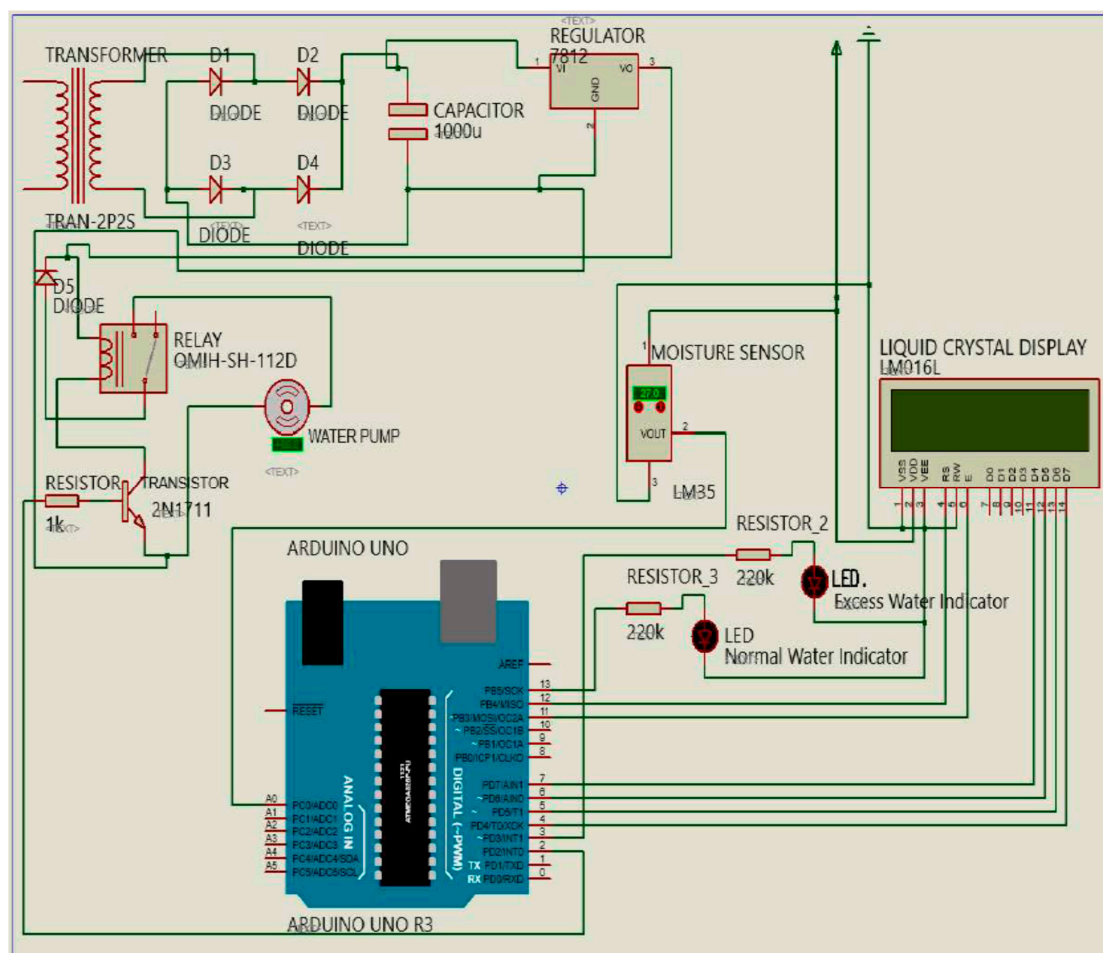 <TEXT>
TRANSFORMER
TRAN-2P2S
D1
DIODE
D2
DIODE
D3
DIODE
<TEXT>
D4
<TEXT>
DIODE
CAPACITOR
1000u
REGULATOR
7812
1
VI
VO
3
GND
2
D5
DIODE
RELAY
OMIH-SH-112D
WATER PUMP
<TEXT>
RESISTOR
1k
TRANSISTOR
2N1711
MOISTURE SENSOR
1
27.0
VOUT
2
3
LM35
LIQUID CRYSTAL DISPLAY
LM016L
VSS
VDD
VEE
RS
RW
E
D0
D1
D2
D3
D4
D5
D6
D7
1
2
3
4
5
6
7
8
9
10
11
12
13
14
RESISTOR_2
220k
LED.
Excess Water Indicator
RESISTOR_3
220k
LED
Normal Water Indicator
ARDUINO UNO
AREF
PB5/SCK 13
PB4/MISO 12
~PB3/MOSI/OC2A 11
~PB2/SS/OC1B 10
~PB1/OC1A 9
PB0/ICP1/CLKO 8
PD7/AIN1 7
~PD6/AIN0 6
~PD5/T1 5
PD4/T0/XCK 4
~PD3/INT1 3
PD2/INT0 2
TX PD1/TXD 1
RX PD0/RXD 0
RESET
1121
ATMEGA328P-PU
DIGITAL (~PWM)
ANALOG IN
A0 PC0/ADC0
A1 PC1/ADC1
A2 PC2/ADC2
A3 PC3/ADC3
A4 PC4/ADC4/SDA
A5 PC5/ADC5/SCL
ARDUINO UNO R3